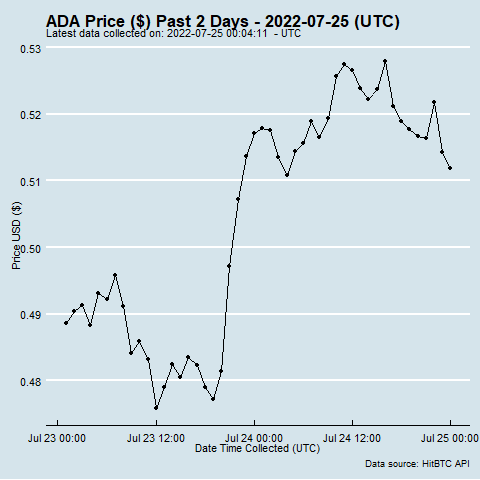 ADA Price ($) Past 2 Days - 2022-07-25 (UTC)
Latest data collected on: 2022-07-25 00:04:11  - UTC
0.53
0.52
0.51
0.50
0.49
0.48
Price USD ($)
Jul 23 00:00 Jul 23 12:00 Jul 24 00:00 Jul 24 12:00 Jul 25 00:00
Date Time Collected (UTC)
Data source: HitBTC API